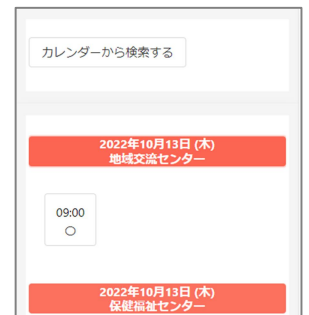 カレンダーから検索する
2022年10月13日 (木)
地域交流センター
09:00
〇
2022年10月13日 (木)
保健福祉センター